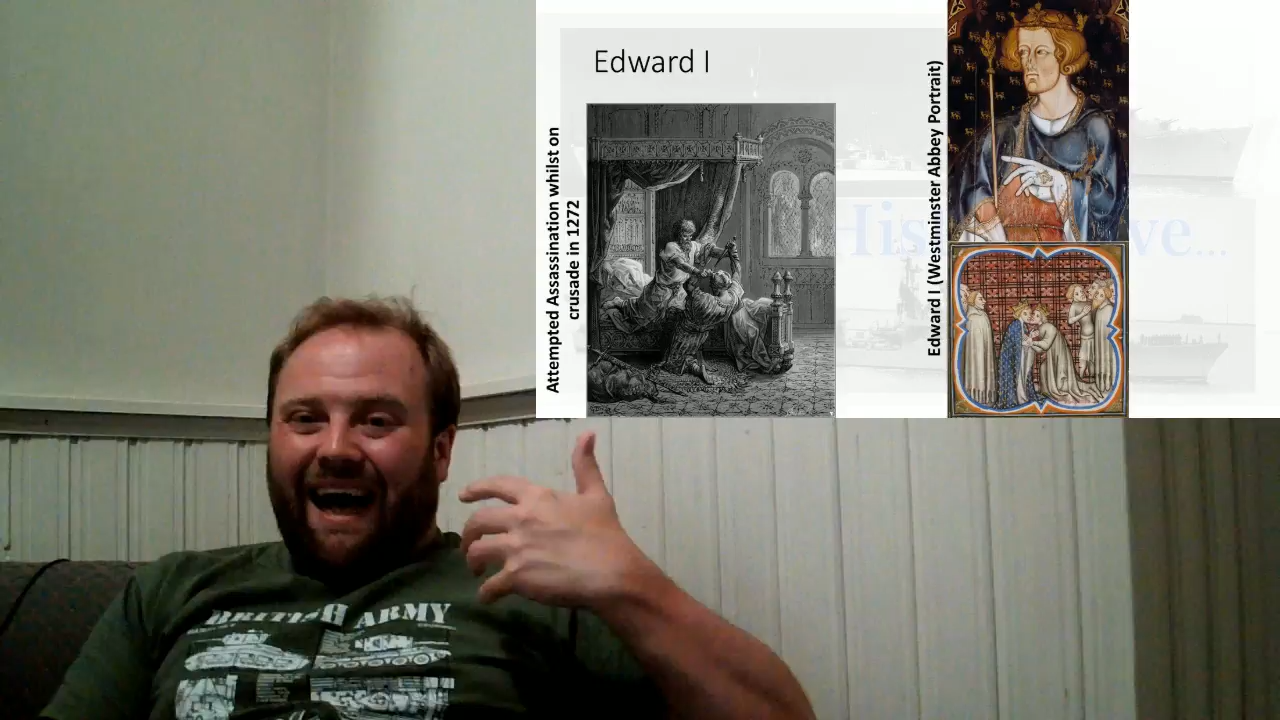 Edward I
Attempted Assassination whilst on
crusade in 1272
Edward I (Westminster Abbey Portrait)
BRITISH ARMY